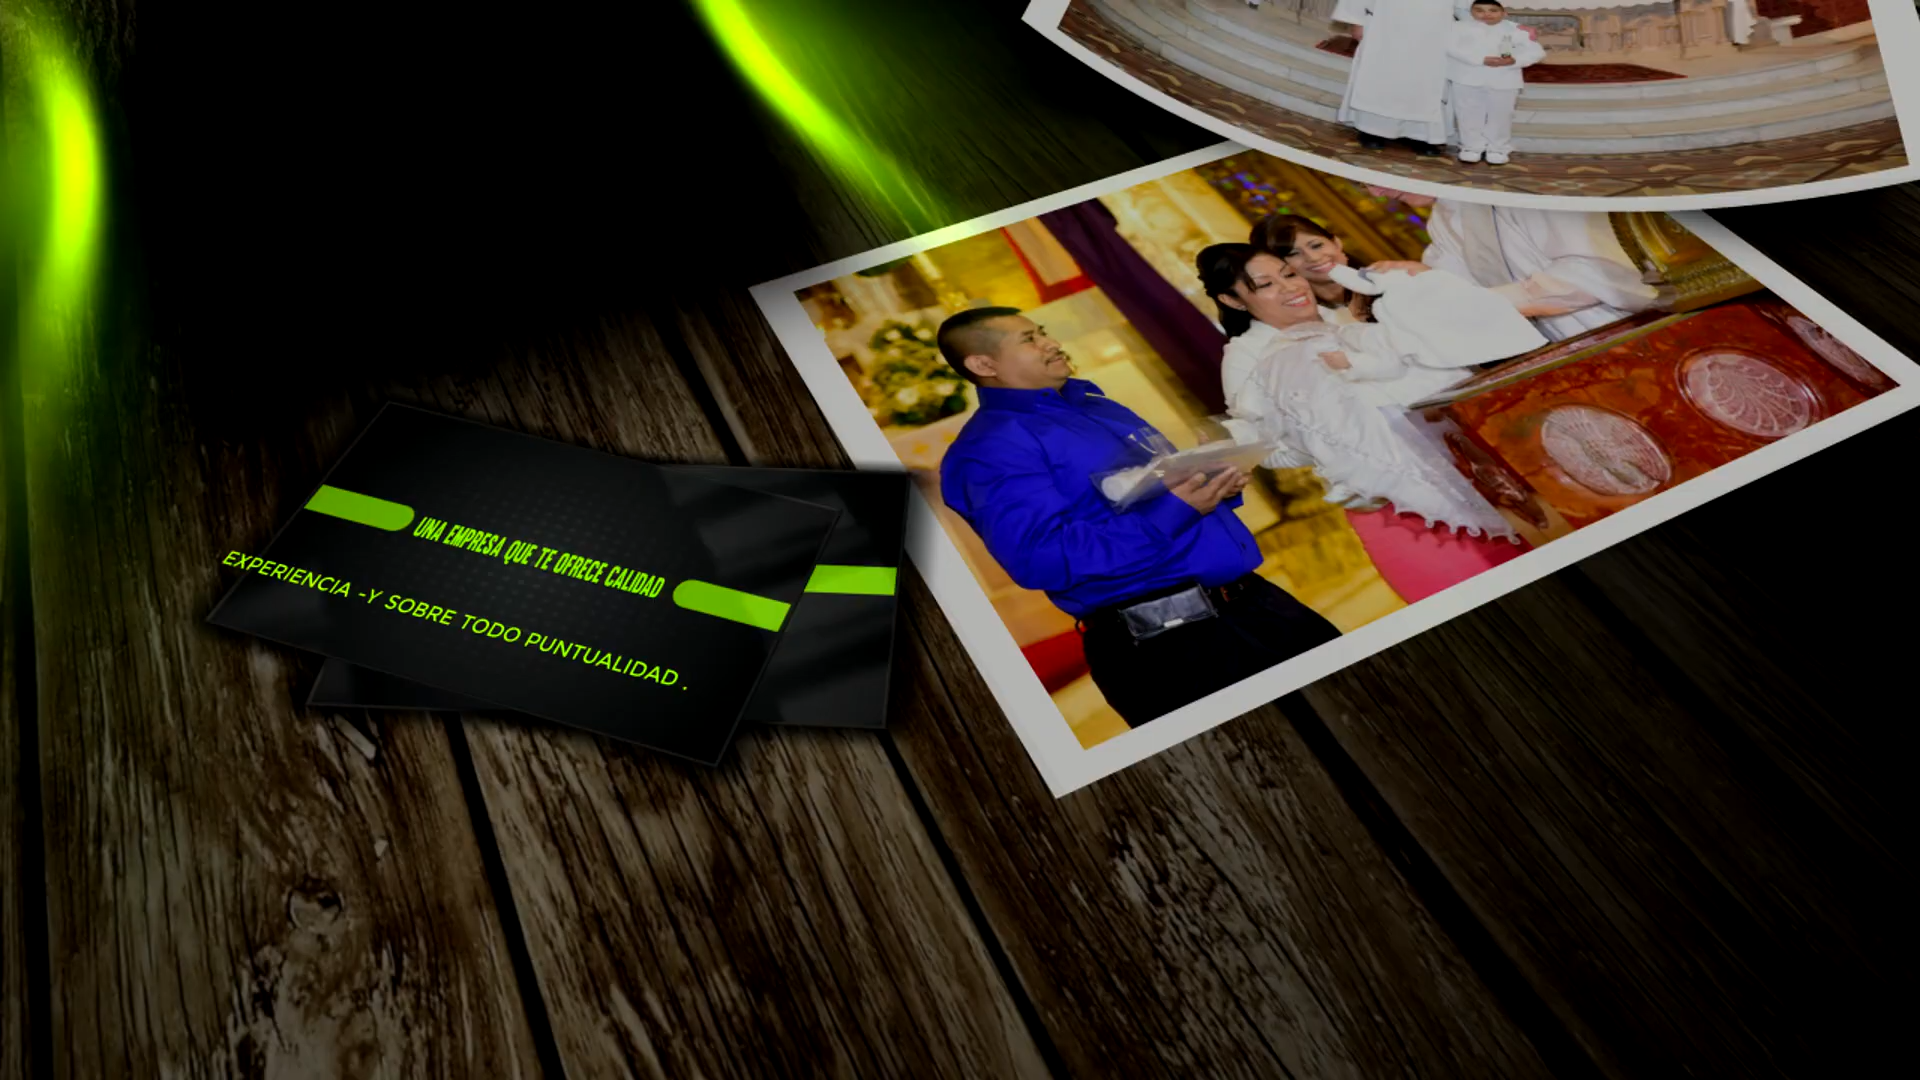 UNA EMPRESA QUE TE OFRECE CALIDAD
EXPERIENCIA -Y SOBRE TODO PUNTUALIDAD .